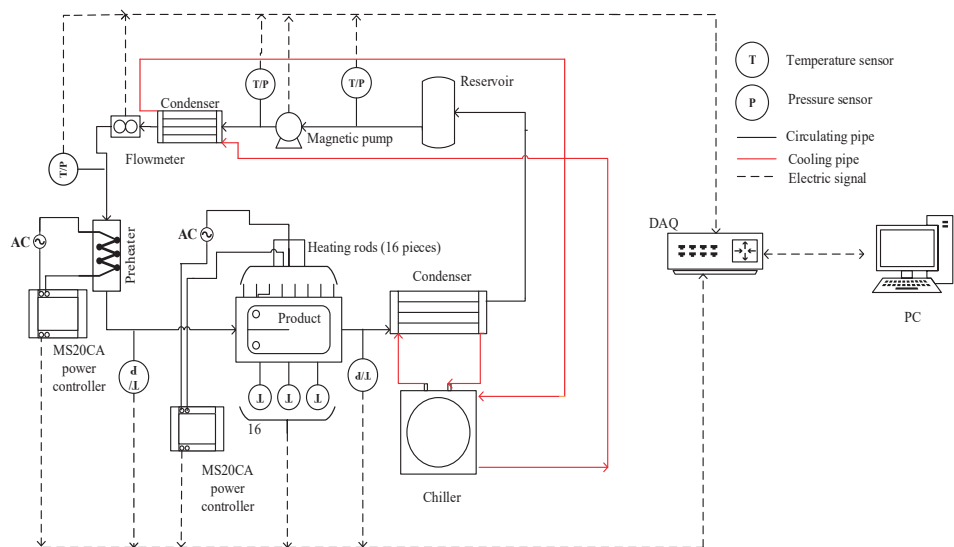 T/P
T/P
T
Temperature sensor
P
Pressure sensor
Circulating pipe
Cooling pipe
Electric signal
Reservoir
Condenser
Magnetic pump
Flowmeter
T/P
AC
Preheater
AC
Heating rods (16 pieces)
DAQ
Condenser
Product
PC
MS20CA
power
controller
T/P
T
T
T
T/P
16
MS20CA
power
controller
Chiller